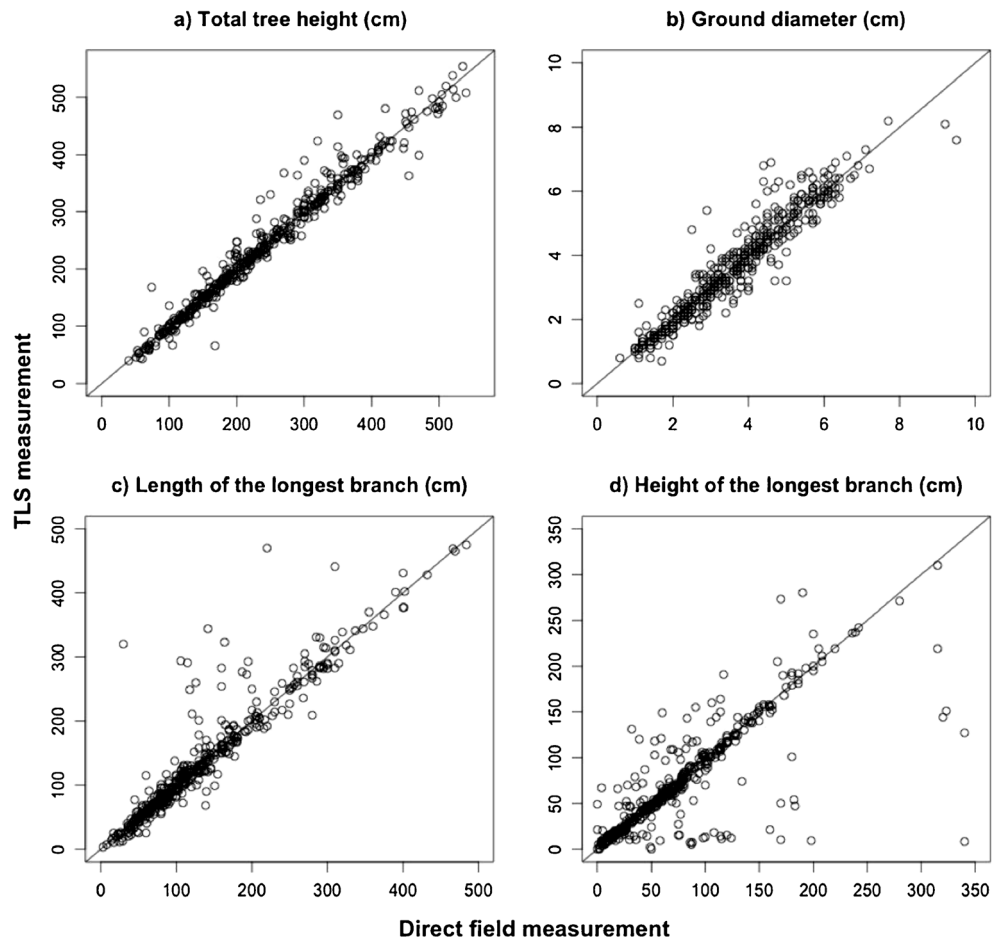 a) Total tree height (cm)
500
400
300
200
100
0
0 100 200 300 400 500
b) Ground diameter (cm)
10
8
6
4
2
0
0 2 4 6 8 10
TLS measurement
c) Length of the longest branch (cm)
500
400
300
200
100
0
0 100 200 300 400 500
d) Height of the longest branch (cm)
350
300
250
200
150
100
50
0
0 50 100 150 200 250 300 350
Direct field measurement